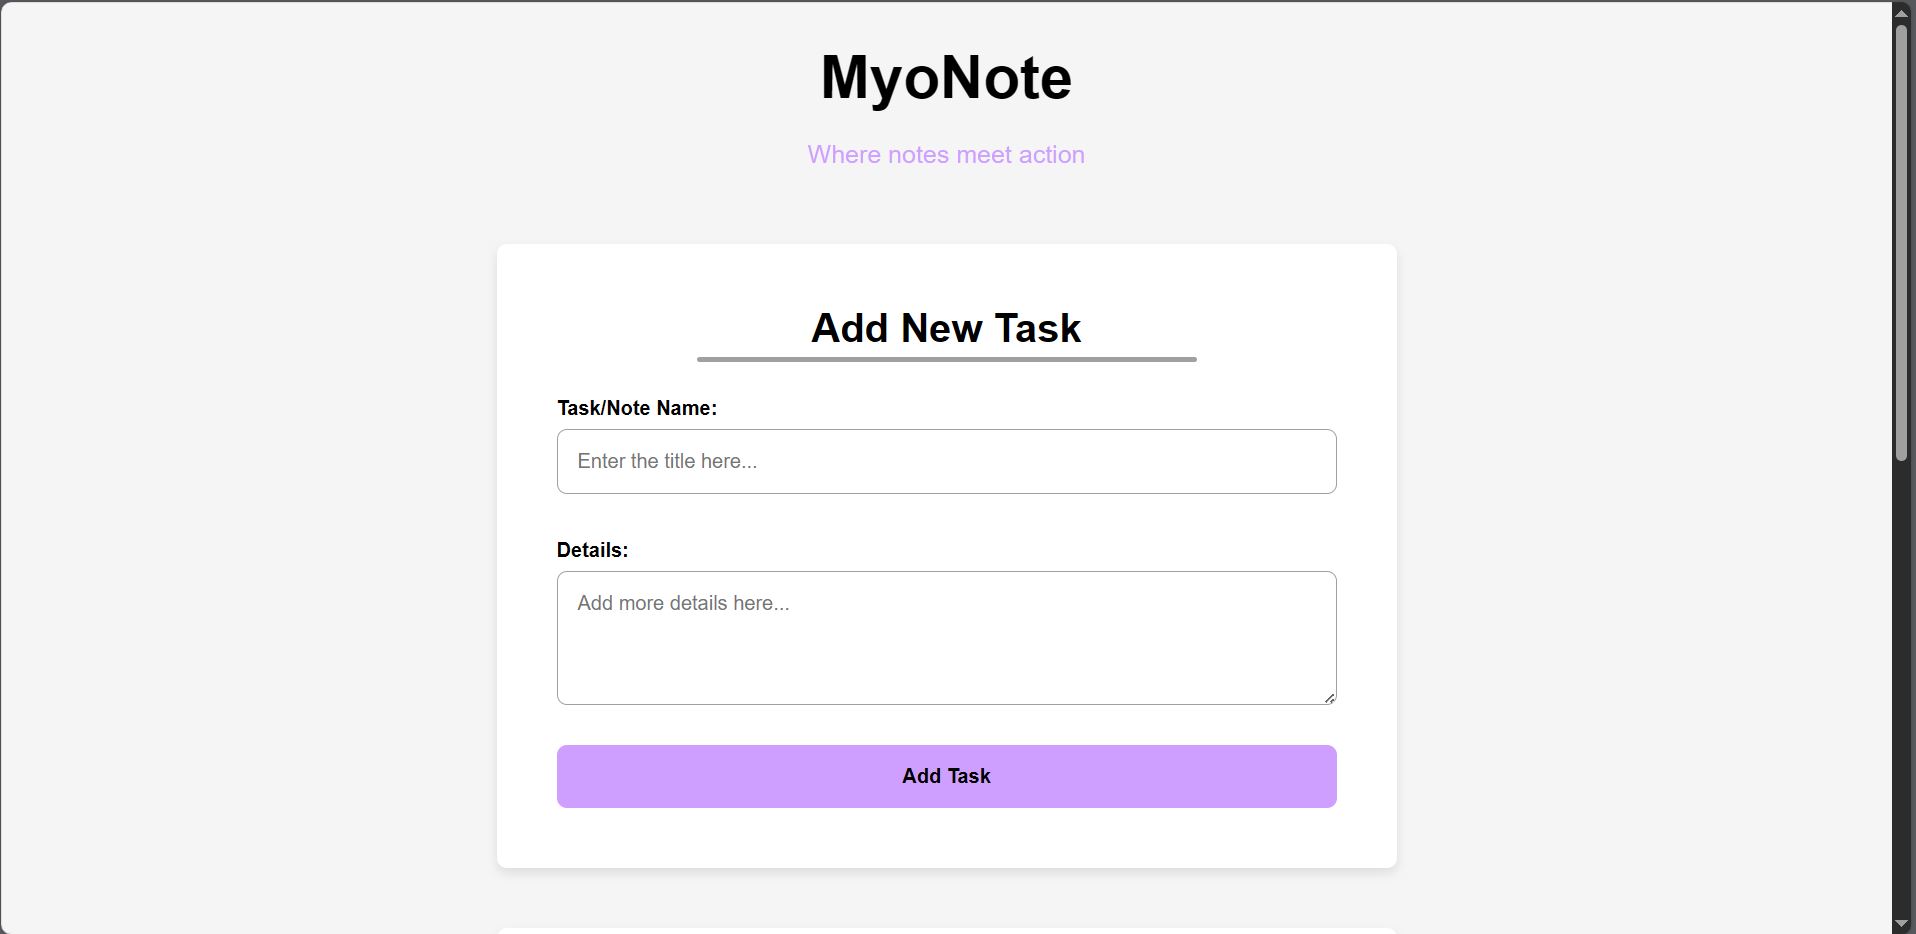 MyoNote
Where notes meet action
Add New Task
Task/Note Name:
Enter the title here...
Details:
Add more details here...
Add Task